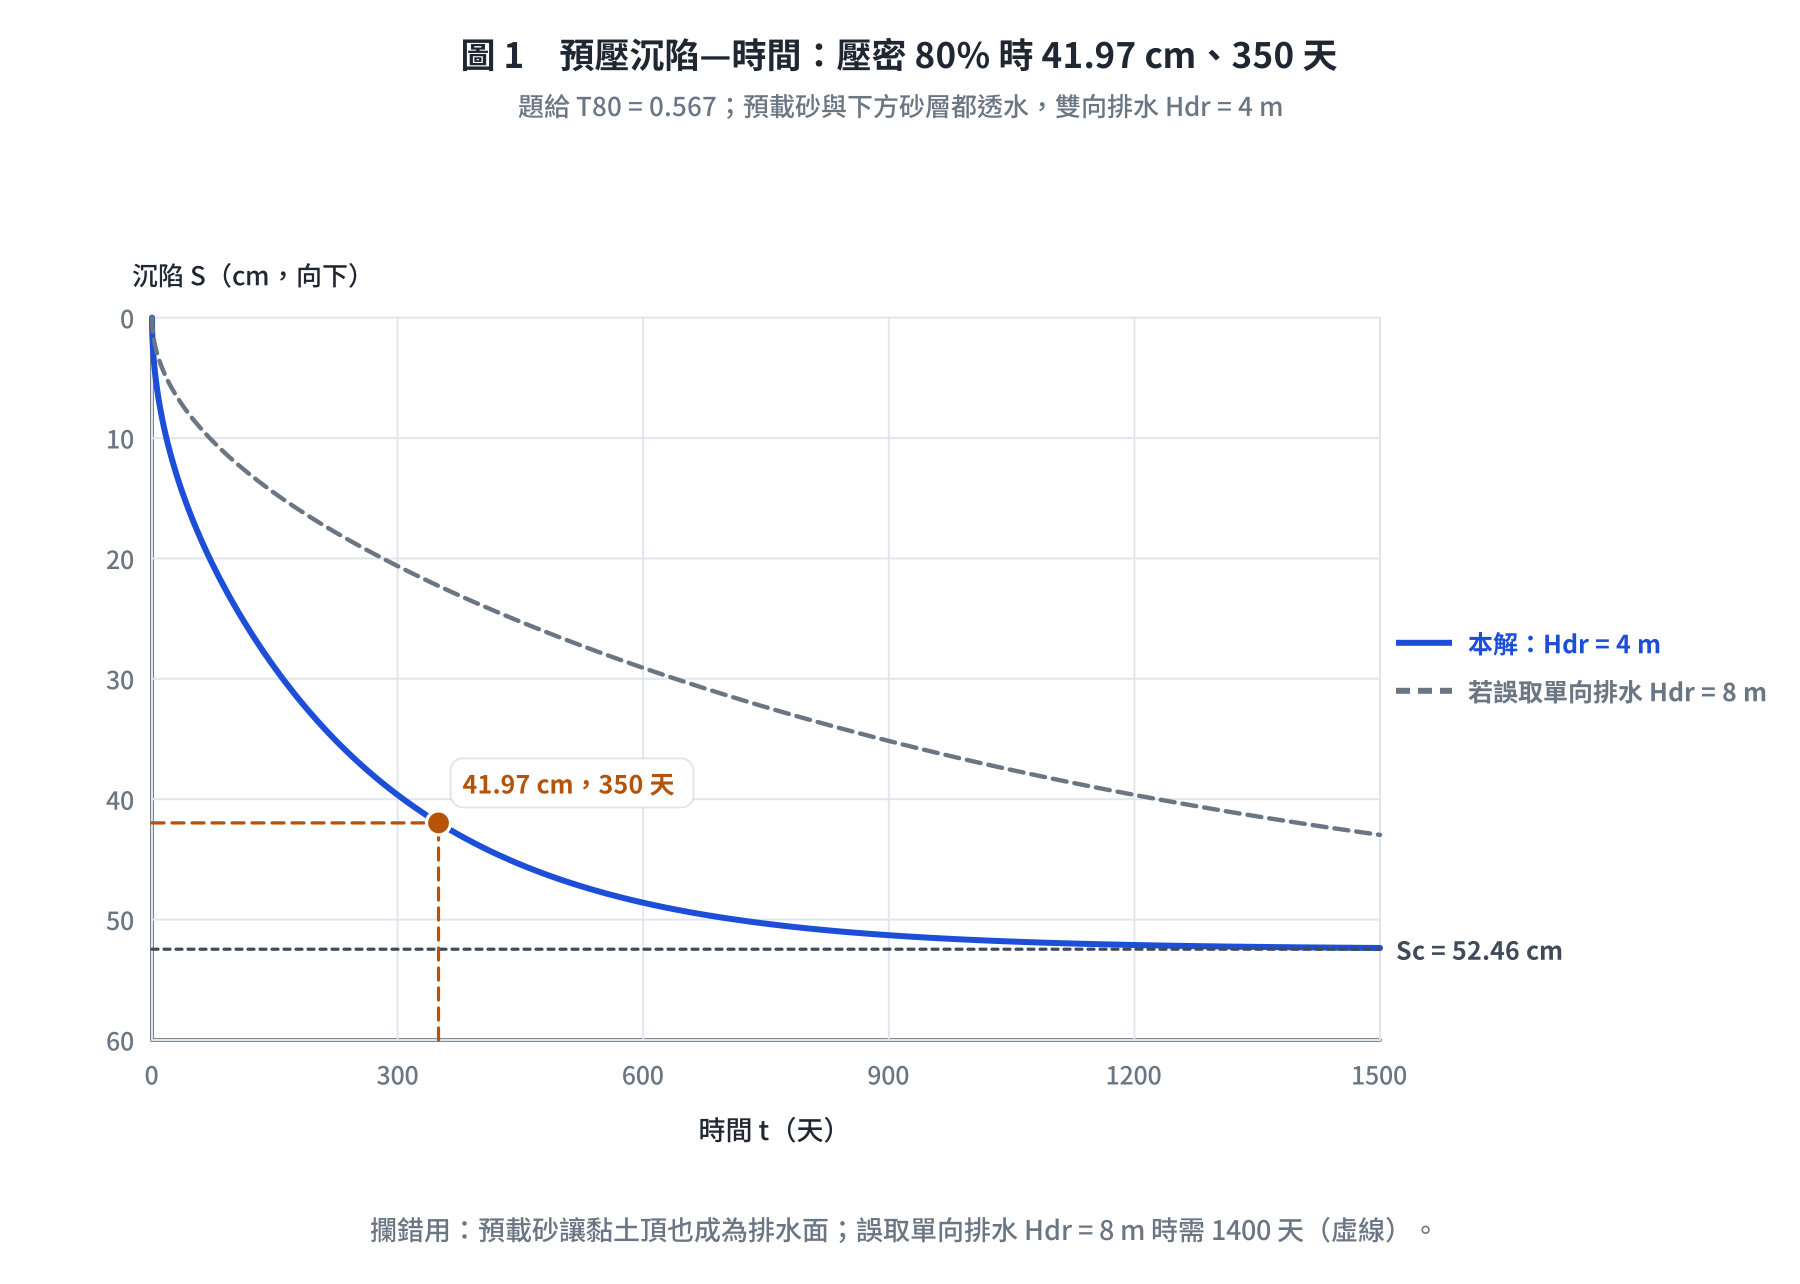 圖 1　預壓沉陷—時間：壓密 80% 時 41.97 cm、350 天
題給 T80 = 0.567；預載砂與下方砂層都透水，雙向排水 Hdr = 4 m
沉陷 S（cm，向下）
0
10
20
30
40
50
60
41.97 cm，350 天
本解：Hdr = 4 m
若誤取單向排水 Hdr = 8 m
Sc = 52.46 cm
0 300 600 900 1200 1500
時間 t（天）
攔錯用：預載砂讓黏土頂也成為排水面；誤取單向排水 Hdr = 8 m 時需 1400 天（虛線）。